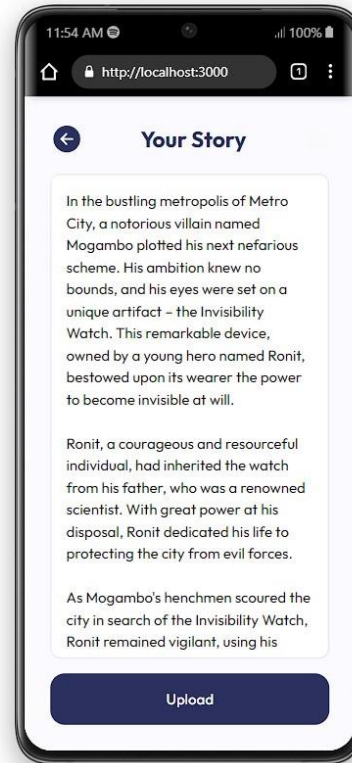 11:54 AM
100%
http://localhost:3000
1
Your Story
In the bustling metropolis of Metro
City, a notorious villain named
Mogambo plotted his next nefarious
scheme. His ambition knew no
bounds, and his eyes were set on a
unique artifact – the Invisibility
Watch. This remarkable device,
owned by a young hero named Ronit,
bestowed upon its wearer the power
to become invisible at will.
Ronit, a courageous and resourceful
individual, had inherited the watch
from his father, who was a renowned
scientist. With great power at his
disposal, Ronit dedicated his life to
protecting the city from evil forces.
As Mogambo's henchmen scoured the
city in search of the Invisibility Watch,
Ronit remained vigilant, using his
Upload